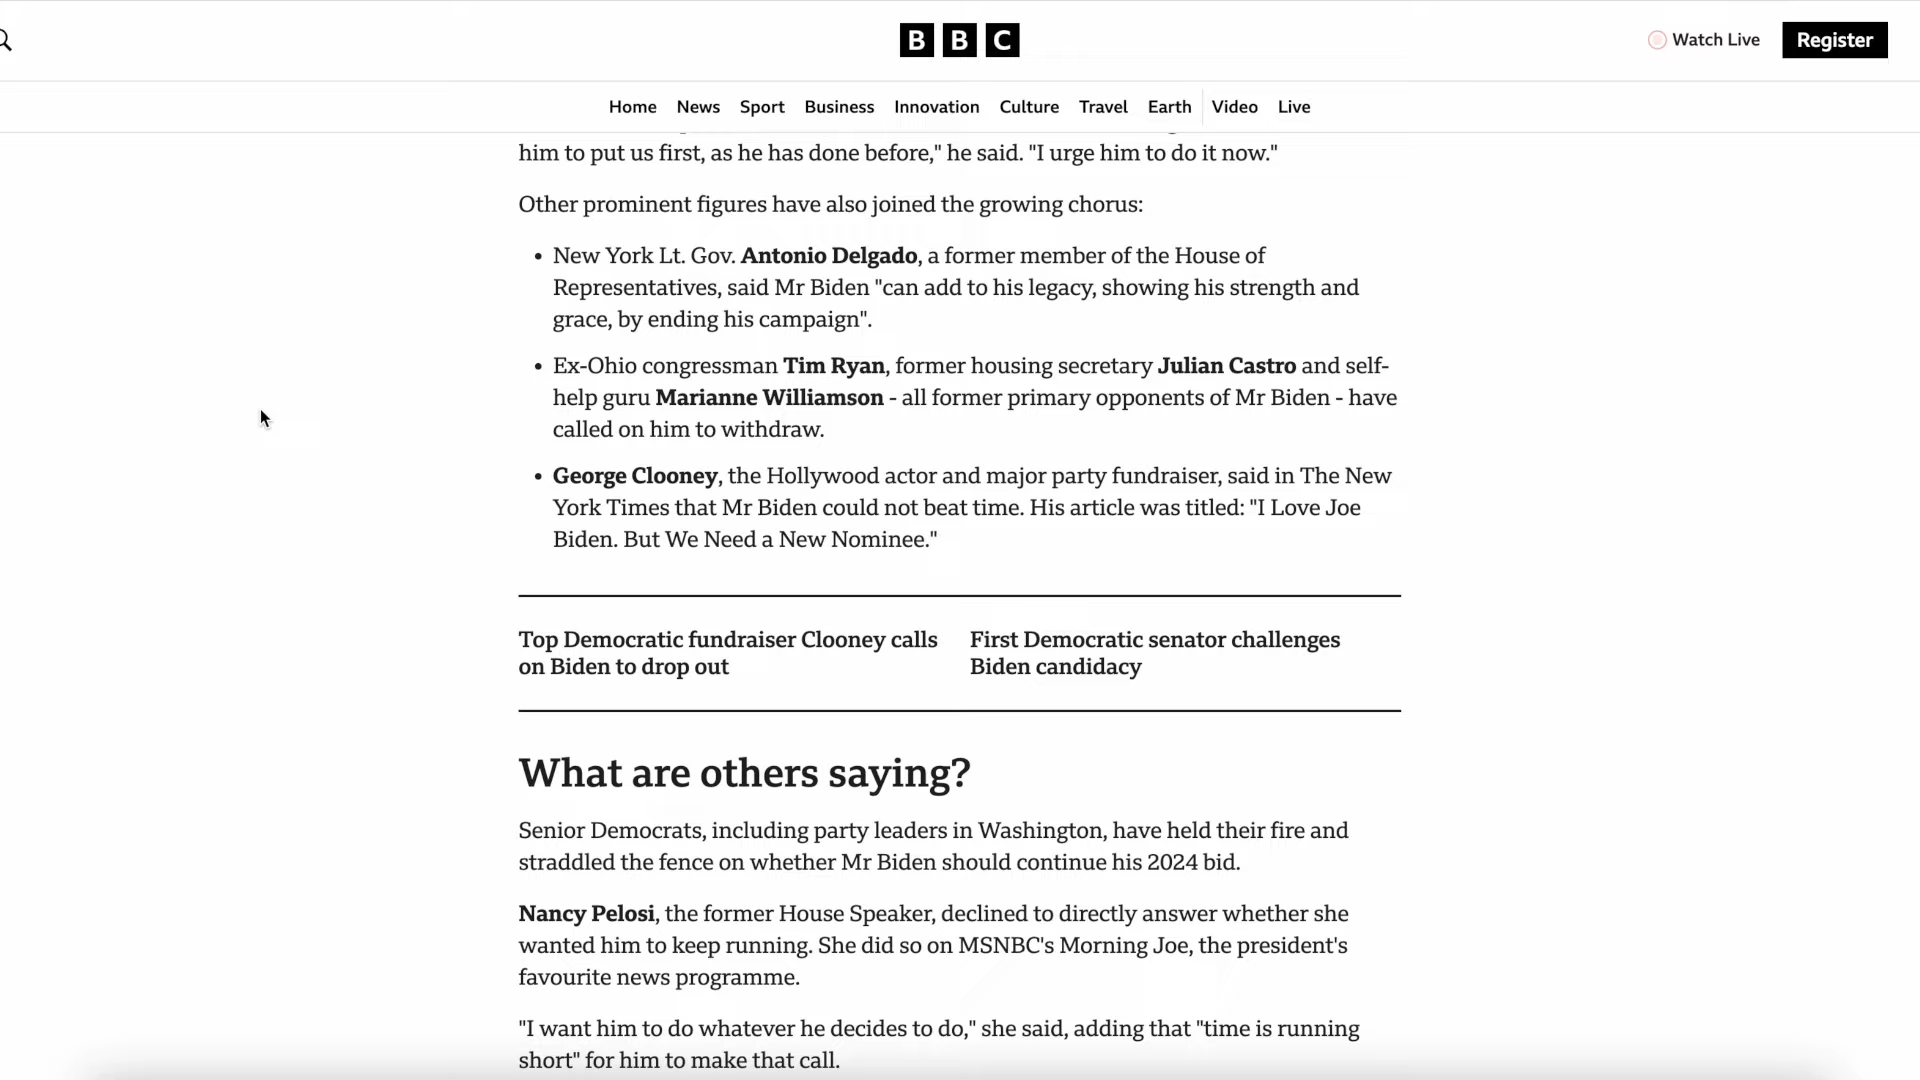 BBC
Watch Live
Register
Home News Sport Business Innovation Culture Travel Earth Video Live
him to put us first, as he has done before," he said. "I urge him to do it now."
Other prominent figures have also joined the growing chorus:
• New York Lt. Gov. Antonio Delgado, a former member of the House of
Representatives, said Mr Biden "can add to his legacy, showing his strength and
grace, by ending his campaign".
• Ex-Ohio congressman Tim Ryan, former housing secretary Julian Castro and self-
help guru Marianne Williamson - all former primary opponents of Mr Biden - have
called on him to withdraw.
• George Clooney, the Hollywood actor and major party fundraiser, said in The New
York Times that Mr Biden could not beat time. His article was titled: "I Love Joe
Biden. But We Need a New Nominee."
Top Democratic fundraiser Clooney calls
on Biden to drop out
First Democratic senator challenges
Biden candidacy
What are others saying?
Senior Democrats, including party leaders in Washington, have held their fire and
straddled the fence on whether Mr Biden should continue his 2024 bid.
Nancy Pelosi, the former House Speaker, declined to directly answer whether she
wanted him to keep running. She did so on MSNBC's Morning Joe, the president's
favourite news programme.
"I want him to do whatever he decides to do," she said, adding that "time is running
short" for him to make that call.